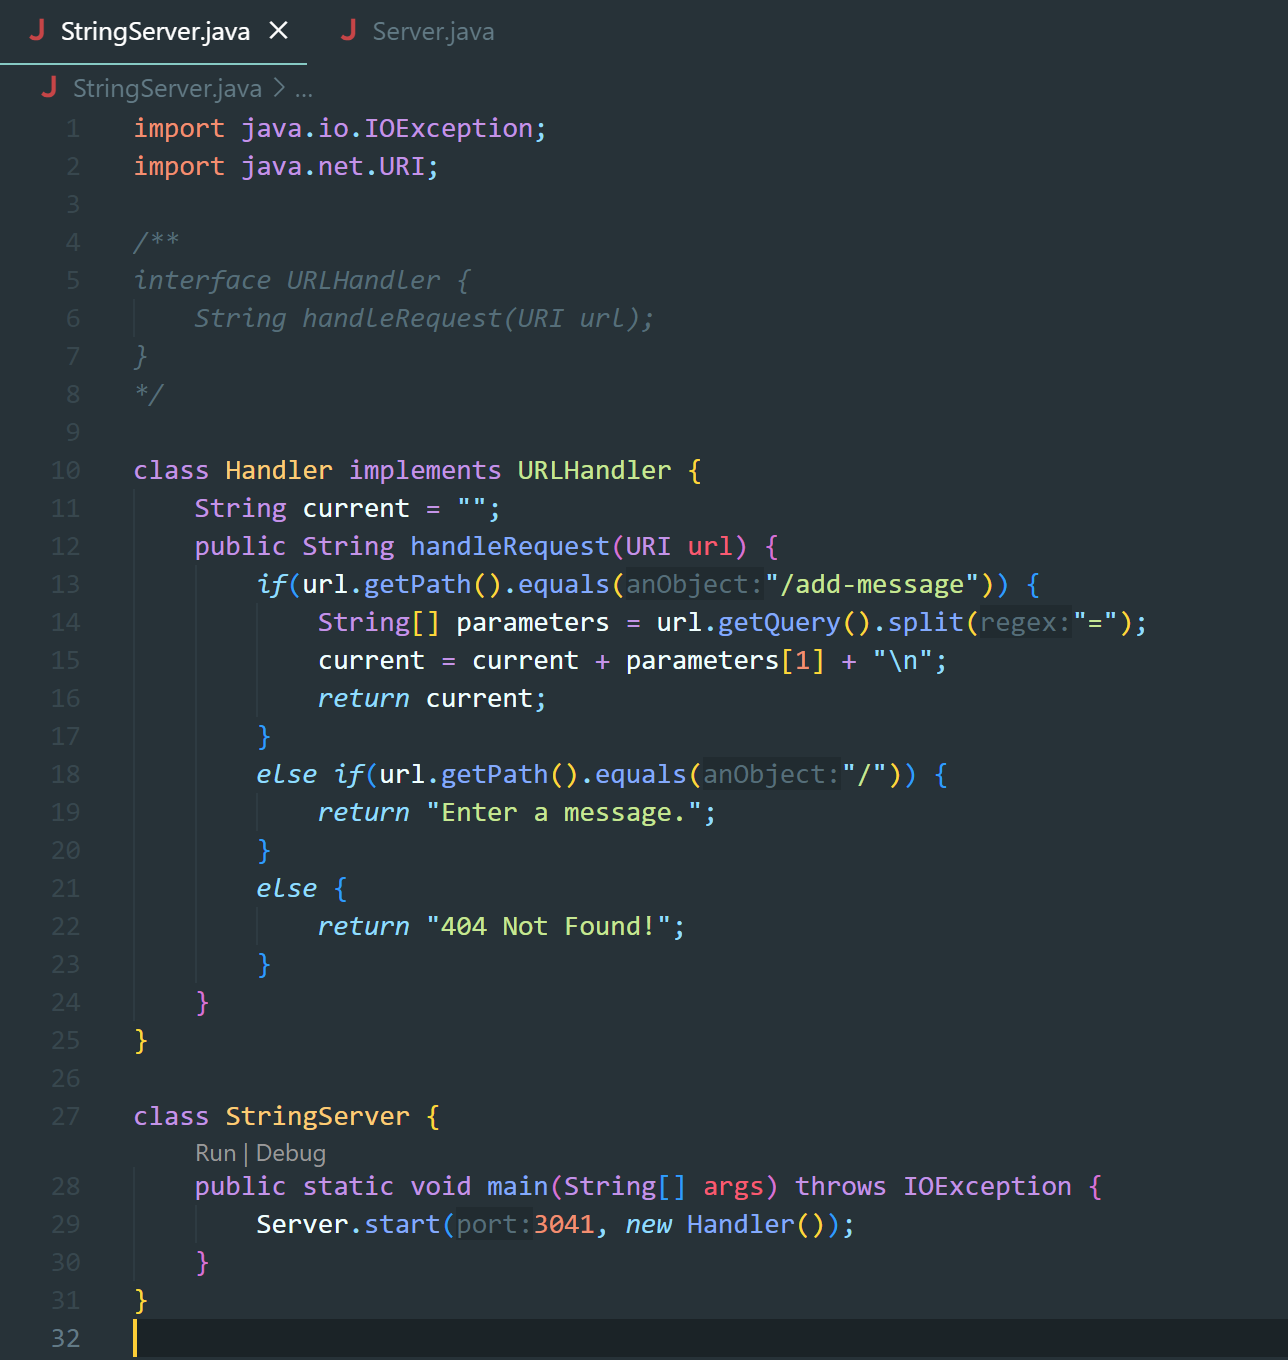 J StringServer.java × J Server.java
J StringServer.java > ...
1 import java.io.IOException;
2 import java.net.URI;
3
4 /**
5 interface URLHandler {
6     String handleRequest(URI url);
7 }
8 */
9
10 class Handler implements URLHandler {
11     String current = "";
12     public String handleRequest(URI url) {
13         if(url.getPath().equals(anObject:"/add-message")) {
14             String[] parameters = url.getQuery().split(regex:"=");
15             current = current + parameters[1] + "\n";
16             return current;
17         }
18         else if(url.getPath().equals(anObject:"/")) {
19             return "Enter a message.";
20         }
21         else {
22             return "404 Not Found!";
23         }
24     }
25 }
26
27 class StringServer {
Run | Debug
28     public static void main(String[] args) throws IOException {
29         Server.start(port:3041, new Handler());
30     }
31 }
32